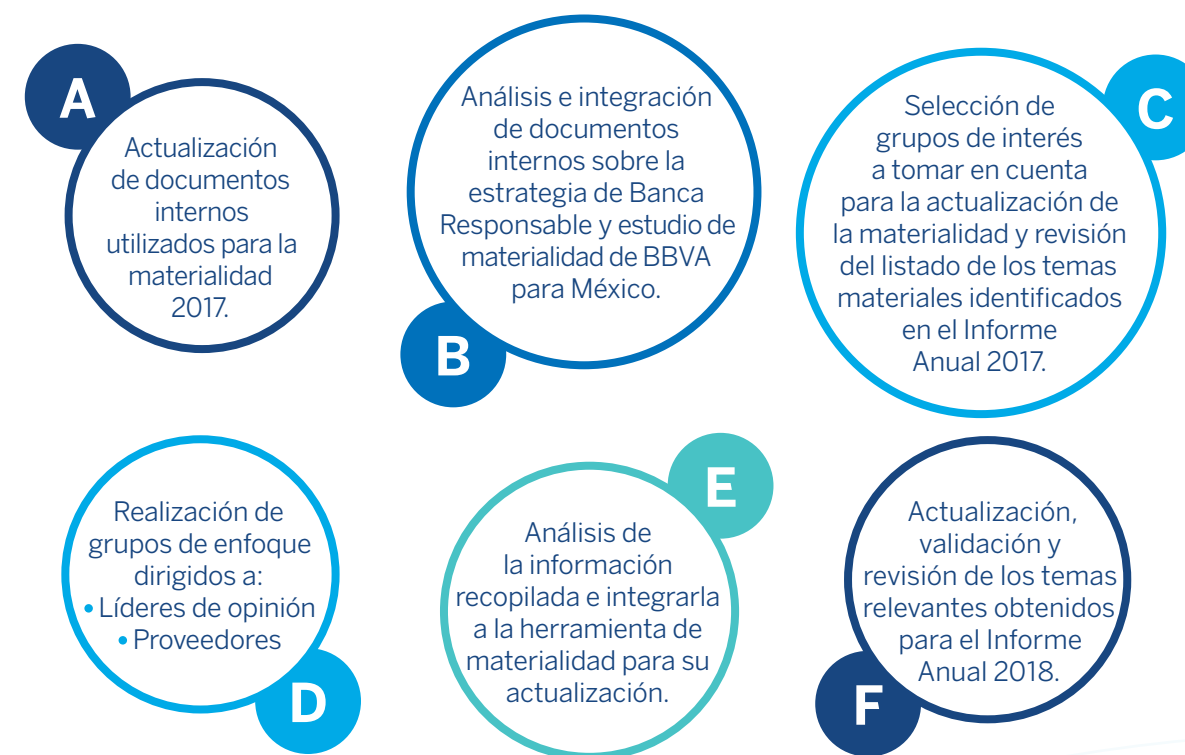 A
Actualización
de documentos
internos
utilizados para la
materialidad
2017.
Análisis e integración
de documentos
internos sobre la
estrategia de Banca
Responsable y estudio de
materialidad de BBVA
para México.
B
C
Selección de
grupos de interés
a tomar en cuenta
para la actualización de
la materialidad y revisión
del listado de los temas
materiales identificados
en el Informe
Anual 2017.
Realización de
grupos de enfoque
dirigidos a:
• Líderes de opinión
• Proveedores
D
E
Análisis de
la información
recopilada e integrarla
a la herramienta de
materialidad para su
actualización.
Actualización,
validación y
revisión de los temas
relevantes obtenidos
para el Informe
Anual 2018.
F